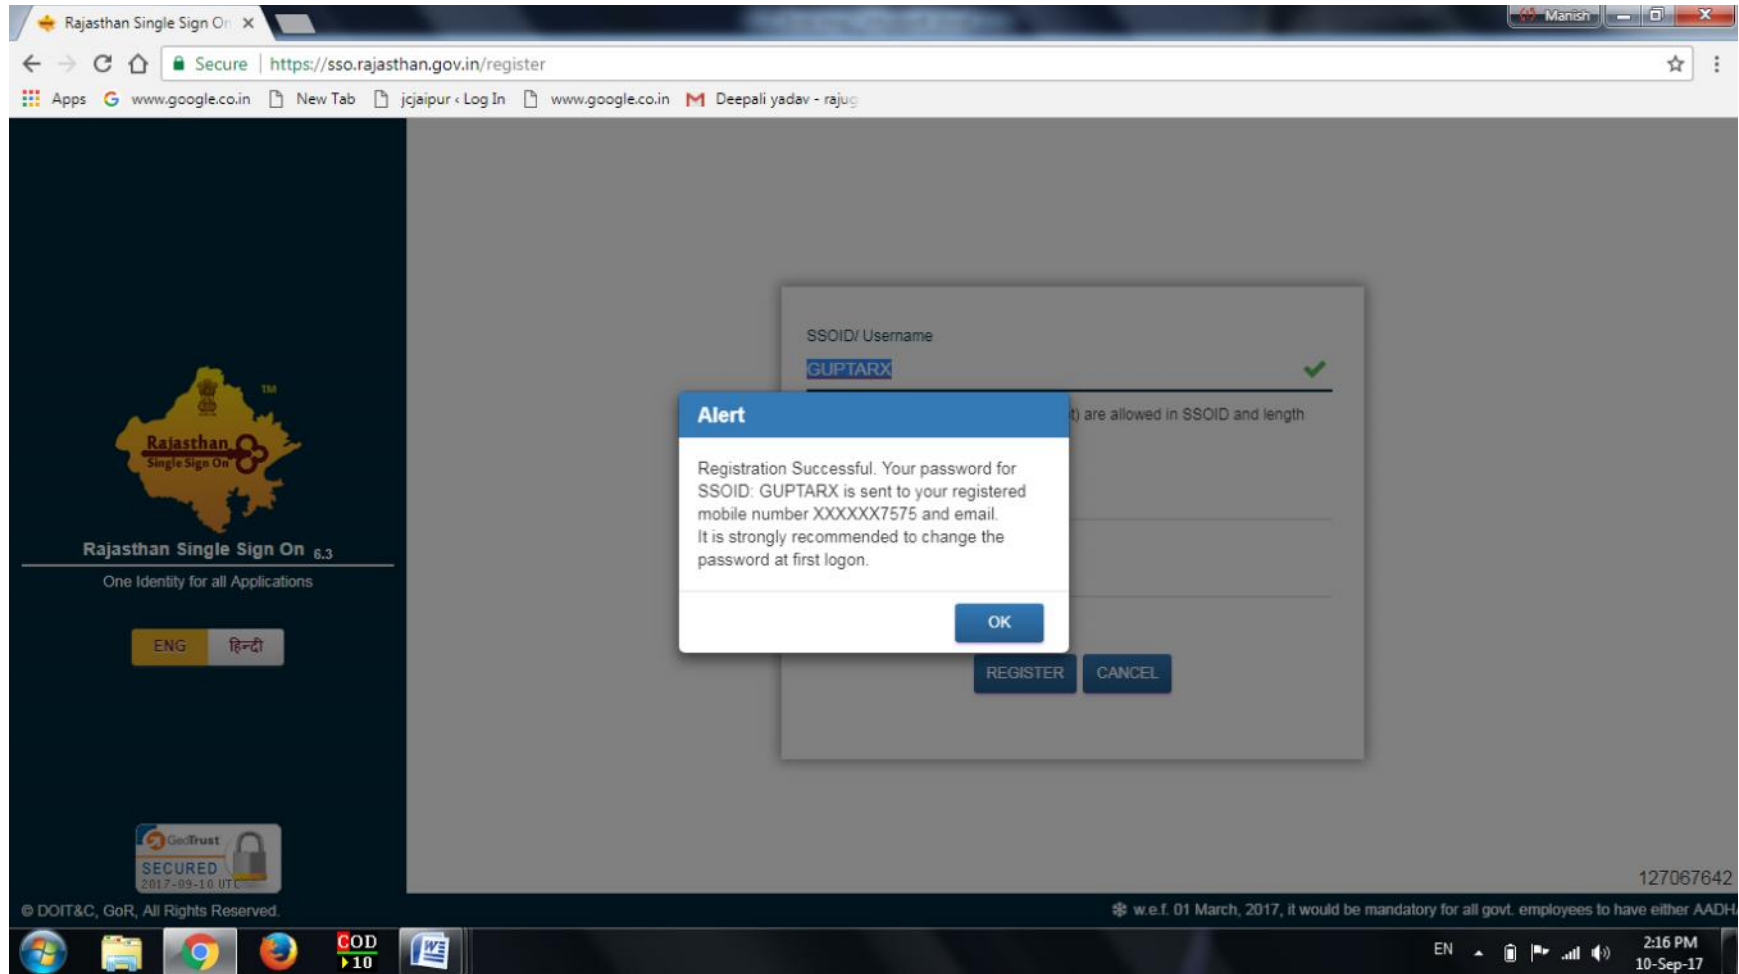 Rajasthan Single Sign On
Manish
Secure | https://sso.rajasthan.gov.in/register
Apps www.google.co.in New Tab jcjaipur ‹ Log In www.google.co.in Deepali yadav - rajug
SSOID/ Username
GUPTARX
) are allowed in SSOID and length
Alert
Registration Successful. Your password for
SSOID: GUPTARX is sent to your registered
mobile number XXXXXX7575 and email.
It is strongly recommended to change the
password at first logon.
OK
REGISTER CANCEL
TM
Rajasthan
Single Sign On
Rajasthan Single Sign On 6.3
One Identity for all Applications
ENG हिन्दी
GeoTrust
SECURED
2017-09-10 UTC
127067642
© DOIT&C, GoR, All Rights Reserved.
❄ w.e.f. 01 March, 2017, it would be mandatory for all govt. employees to have either AADHA
COD
10
W
EN
2:16 PM
10-Sep-17